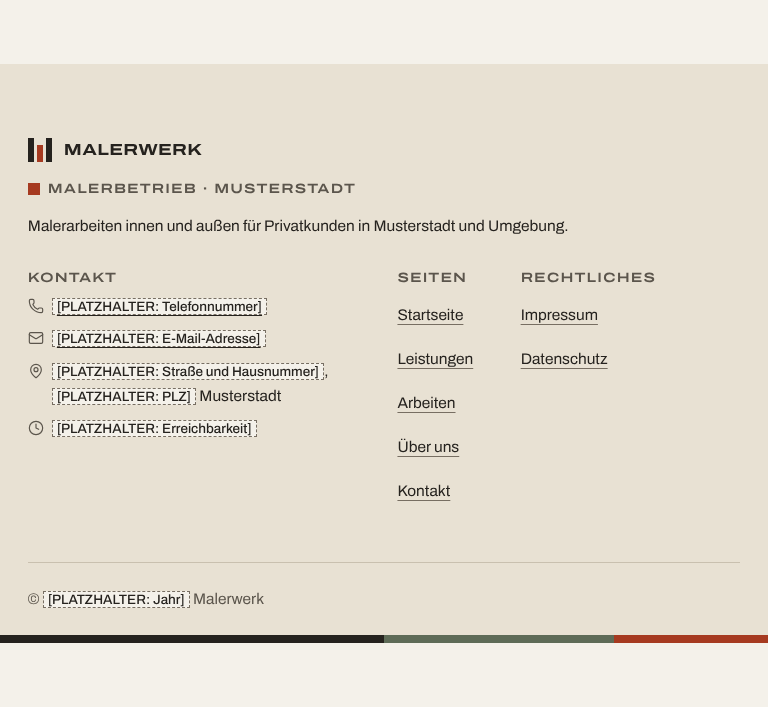 MALERWERK
MALERBETRIEB · MUSTERSTADT
Malerarbeiten innen und außen für Privatkunden in Musterstadt und Umgebung.
KONTAKT
[PLATZHALTER: Telefonnummer]
[PLATZHALTER: E-Mail-Adresse]
[PLATZHALTER: Straße und Hausnummer],
[PLATZHALTER: PLZ] Musterstadt
[PLATZHALTER: Erreichbarkeit]
SEITEN
Startseite
Leistungen
Arbeiten
Über uns
Kontakt
RECHTLICHES
Impressum
Datenschutz
© [PLATZHALTER: Jahr] Malerwerk